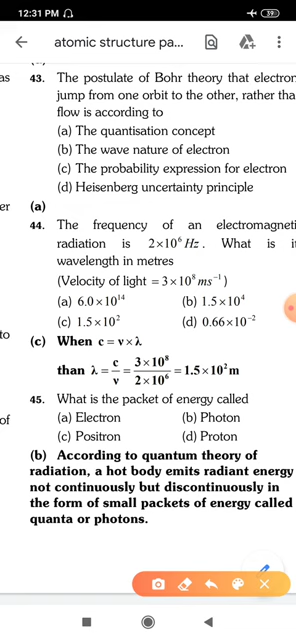 12:31 PM
39
atomic structure pa...
as
43. The postulate of Bohr theory that electron
jump from one orbit to the other, rather tha
flow is according to
(a) The quantisation concept
(b) The wave nature of electron
(c) The probability expression for electron
(d) Heisenberg uncertainty principle
er
(a)
44. The frequency of an electromagneti
radiation is 2×10⁶ Hz. What is it
wavelength in metres
(Velocity of light = 3×10⁸ ms⁻¹)
(a) 6.0×10¹⁴ (b) 1.5×10⁴
to
(c) 1.5×10² (d) 0.66×10⁻²
(c) When c = ν×λ
than λ = c/ν = 3×10⁸/2×10⁶ = 1.5×10² m
45. What is the packet of energy called
of
(a) Electron (b) Photon
(c) Positron (d) Proton
(b) According to quantum theory of
radiation, a hot body emits radiant energy
not continuously but discontinuously in
the form of small packets of energy called
quanta or photons.